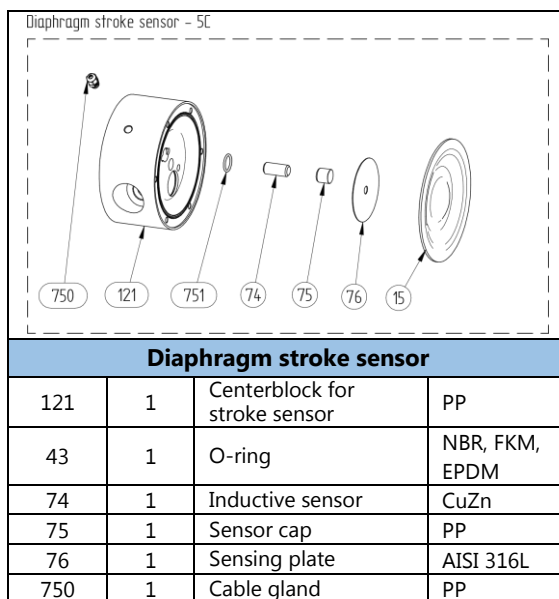 Diaphragm stroke sensor - 5C
750 121 751 74 75 76 15
Diaphragm stroke sensor
121 1 Centerblock for stroke sensor PP
43 1 O-ring NBR, FKM, EPDM
74 1 Inductive sensor CuZn
75 1 Sensor cap PP
76 1 Sensing plate AISI 316L
750 1 Cable gland PP